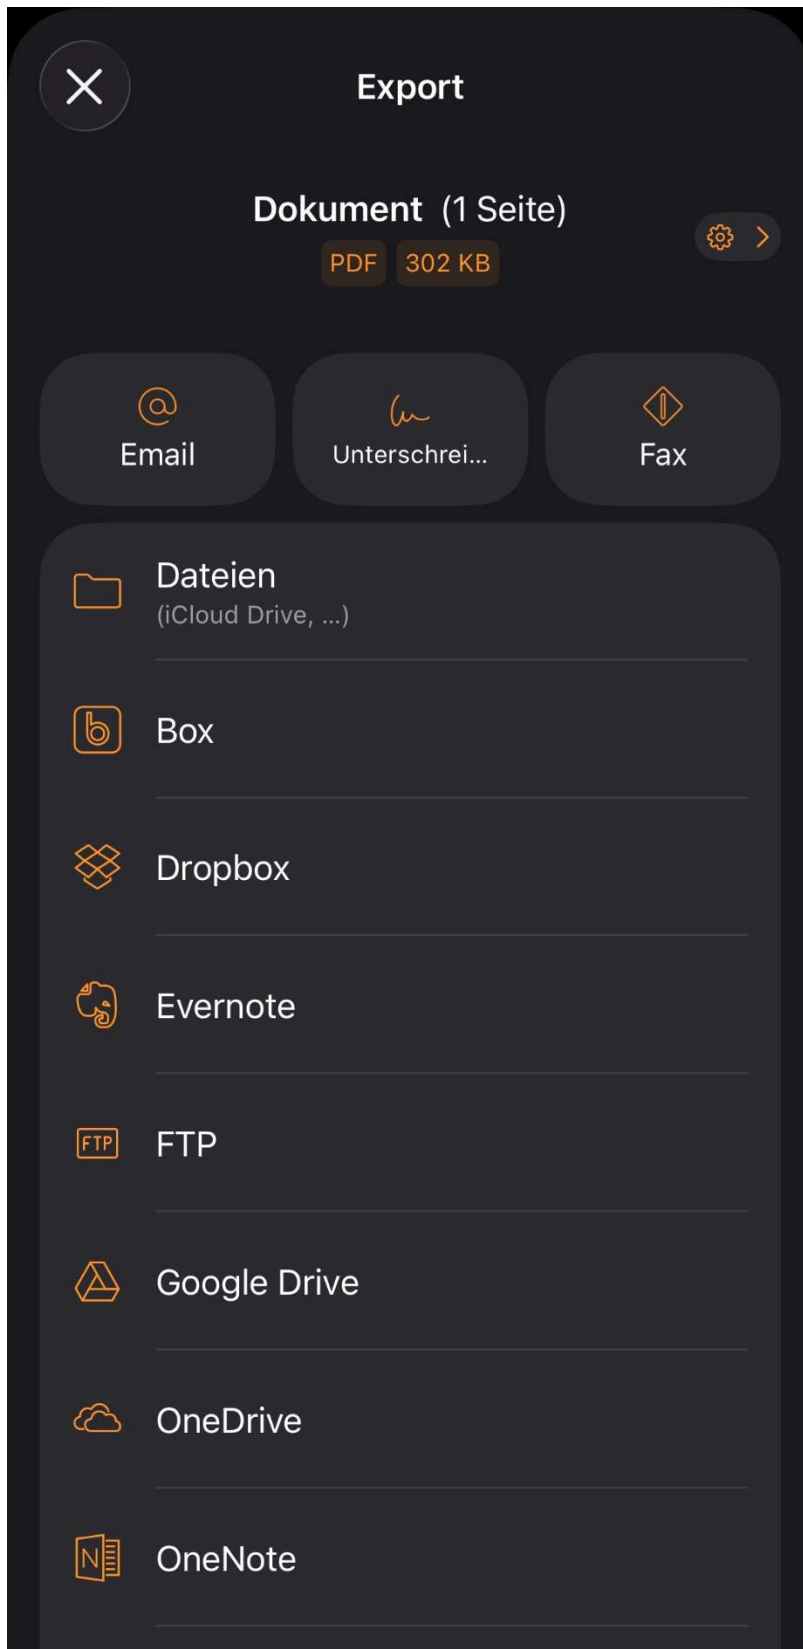 Export
Dokument (1 Seite)
PDF 302 KB
Email
Unterschrei...
Fax
Dateien
(iCloud Drive, ...)
Box
Dropbox
Evernote
FTP FTP
Google Drive
OneDrive
N OneNote